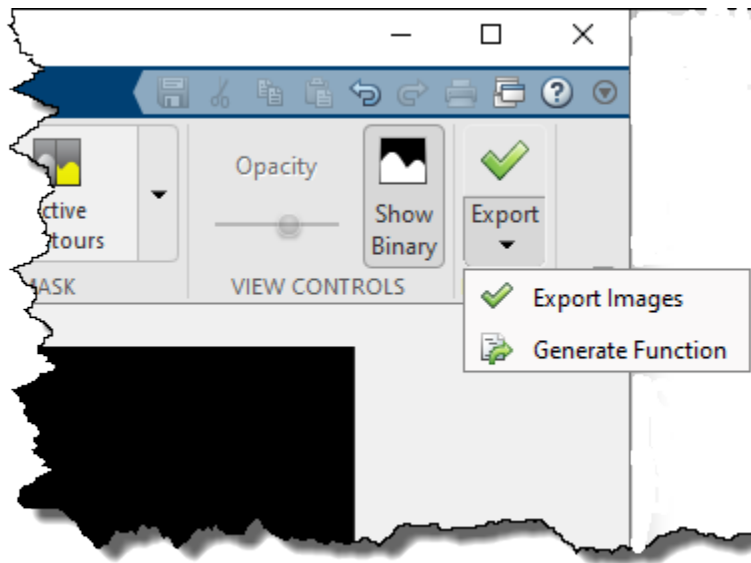 Opacity
Show
Binary
Export
VIEW CONTROLS
Export Images
Generate Function